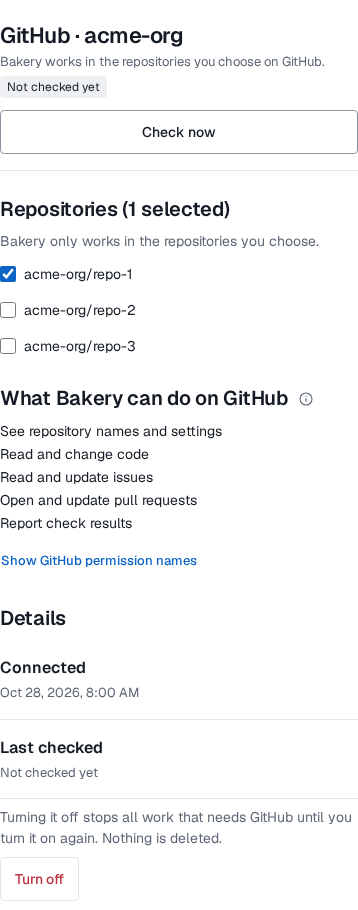 GitHub · acme-org
Bakery works in the repositories you choose on GitHub.
Not checked yet
Check now
Repositories (1 selected)
Bakery only works in the repositories you choose.
acme-org/repo-1
acme-org/repo-2
acme-org/repo-3
What Bakery can do on GitHub
See repository names and settings
Read and change code
Read and update issues
Open and update pull requests
Report check results
Show GitHub permission names
Details
Connected
Oct 28, 2026, 8:00 AM
Last checked
Not checked yet
Turning it off stops all work that needs GitHub until you
turn it on again. Nothing is deleted.
Turn off